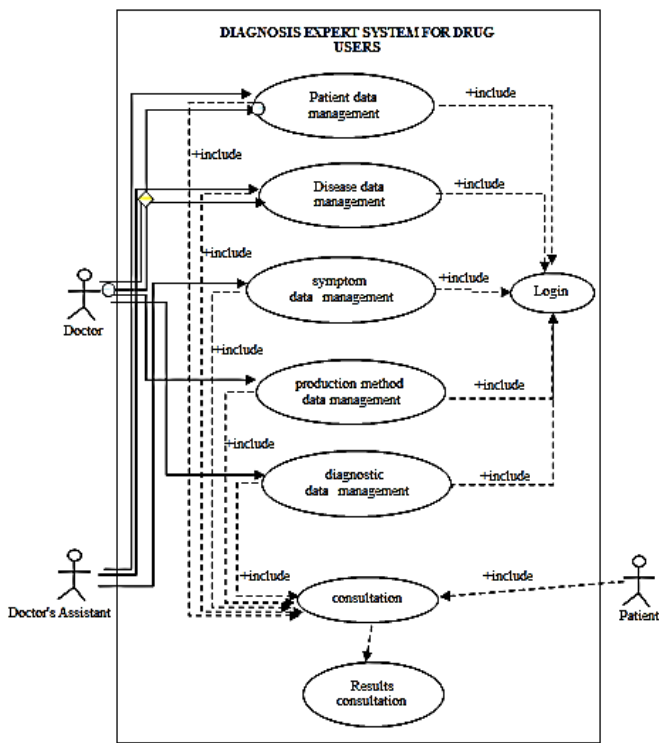 DIAGNOSIS EXPERT SYSTEM FOR DRUG
USERS
Patient data
management
+include
+include
Disease data
management
+include
+include
symptom
data management
+include
Login
Doctor
+include
production method
data management
+include
+include
diagnostic
data management
+include
+include
+include
consultation
Doctor's Assistant
Patient
Results
consultation